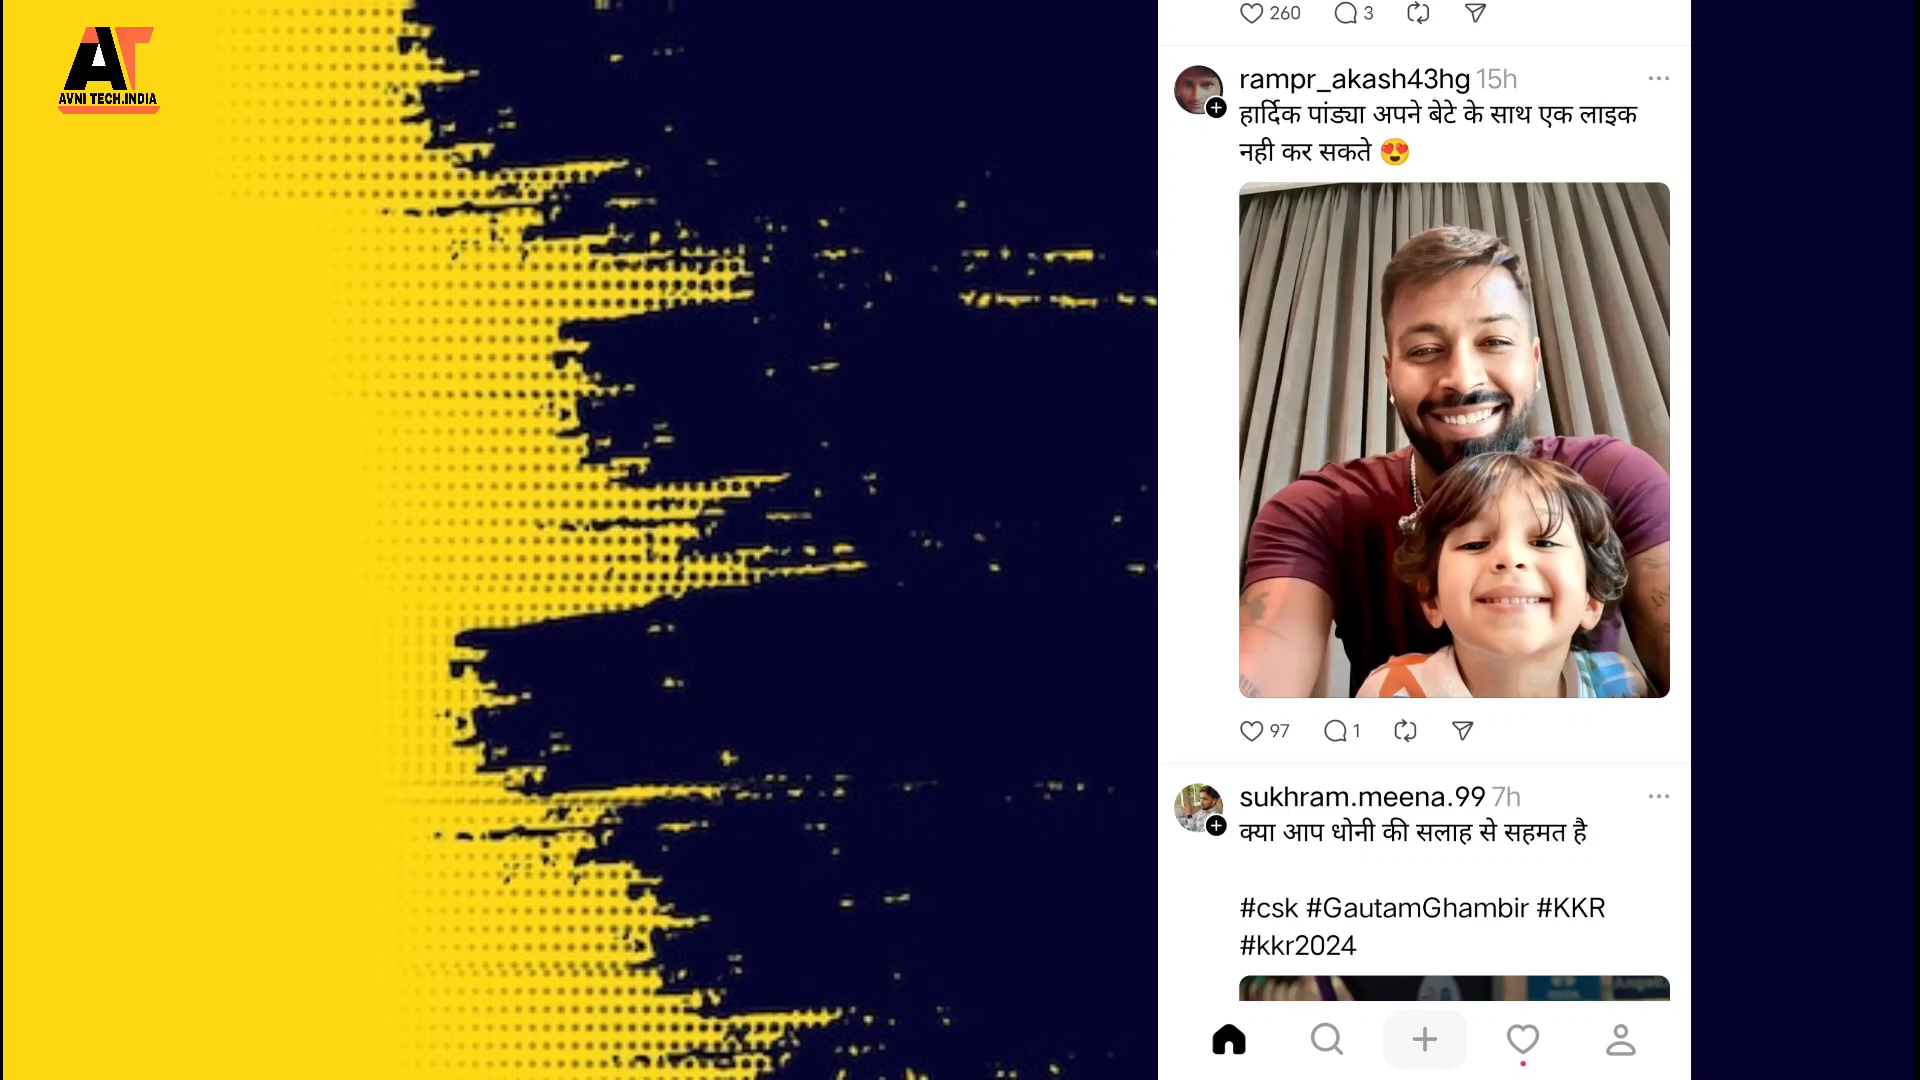 AVNI TECH.INDIA
260
3
rampr_akash43hg 15h
हार्दिक पांड्या अपने बेटे के साथ एक लाइक
नही कर सकते 😍
97
1
sukhram.meena.99 7h
क्या आप धोनी की सलाह से सहमत है
#csk #GautamGhambir #KKR
#kkr2024